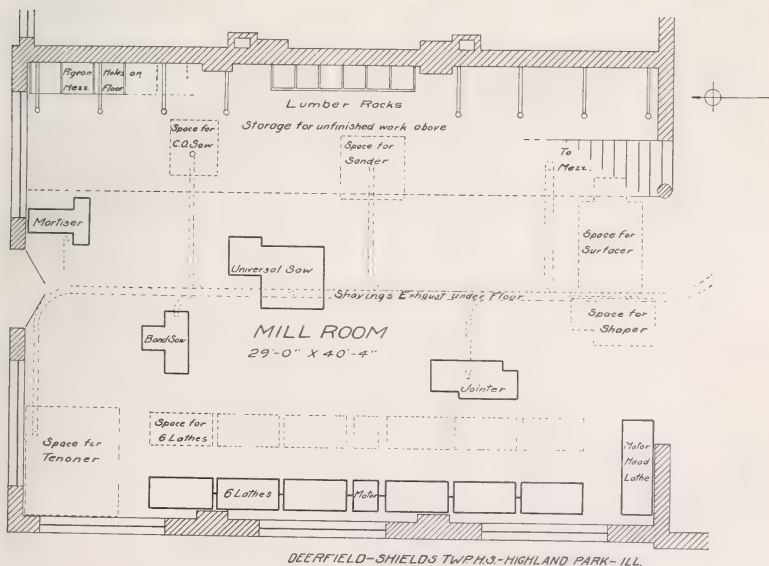 Pigeon Holes on
Mezz. Floor
Lumber Racks
Storage for unfinished work above
Space for
C.O. Saw
Space for
Sander
To
Mezz.
Mortiser
Universal Saw
Space for
Surfacer
Shavings Exhaust under Floor
Space for
Shaper
Band Saw
MILL ROOM
29'-0" X 40'-4"
Jointer
Space for
Tenoner
Space for
6 Lathes
Motor
Head
Lathe
6 Lathes
Motor
DEERFIELD-SHIELDS TWP. H.S.-HIGHLAND PARK-ILL.